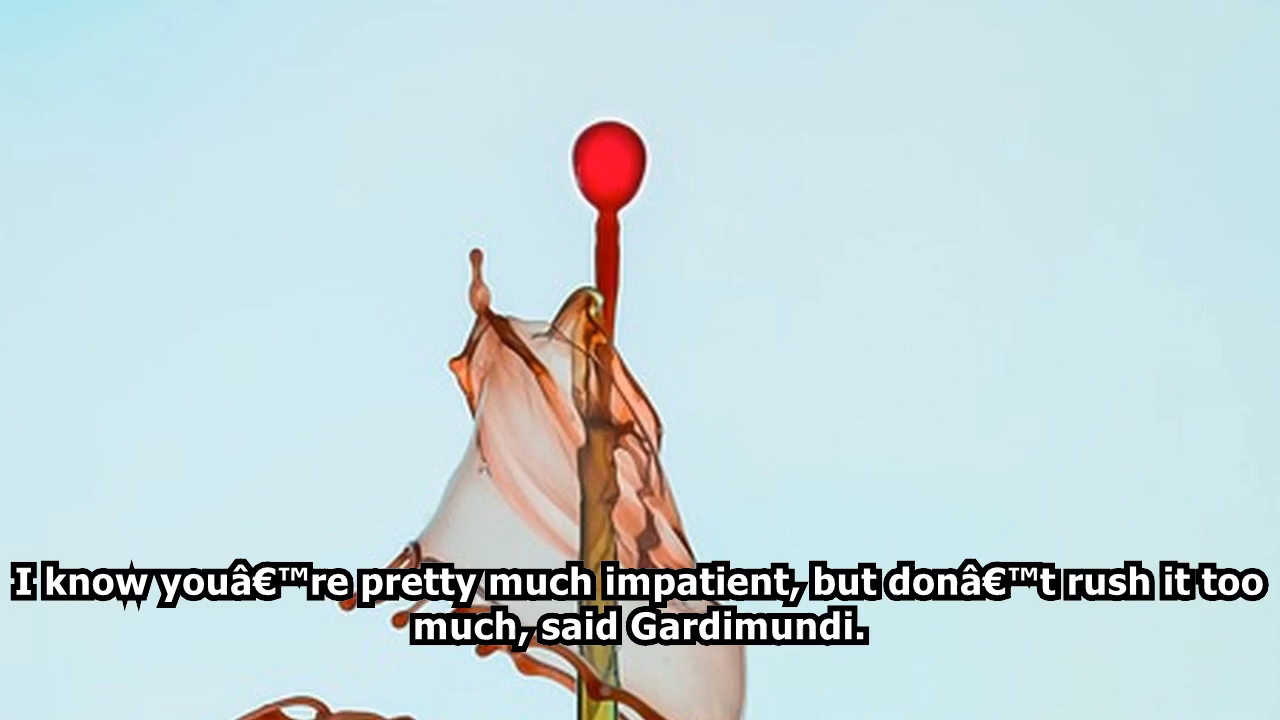 I know youâ€™re pretty much impatient, but donâ€™t rush it too
much, said Gardimundi.